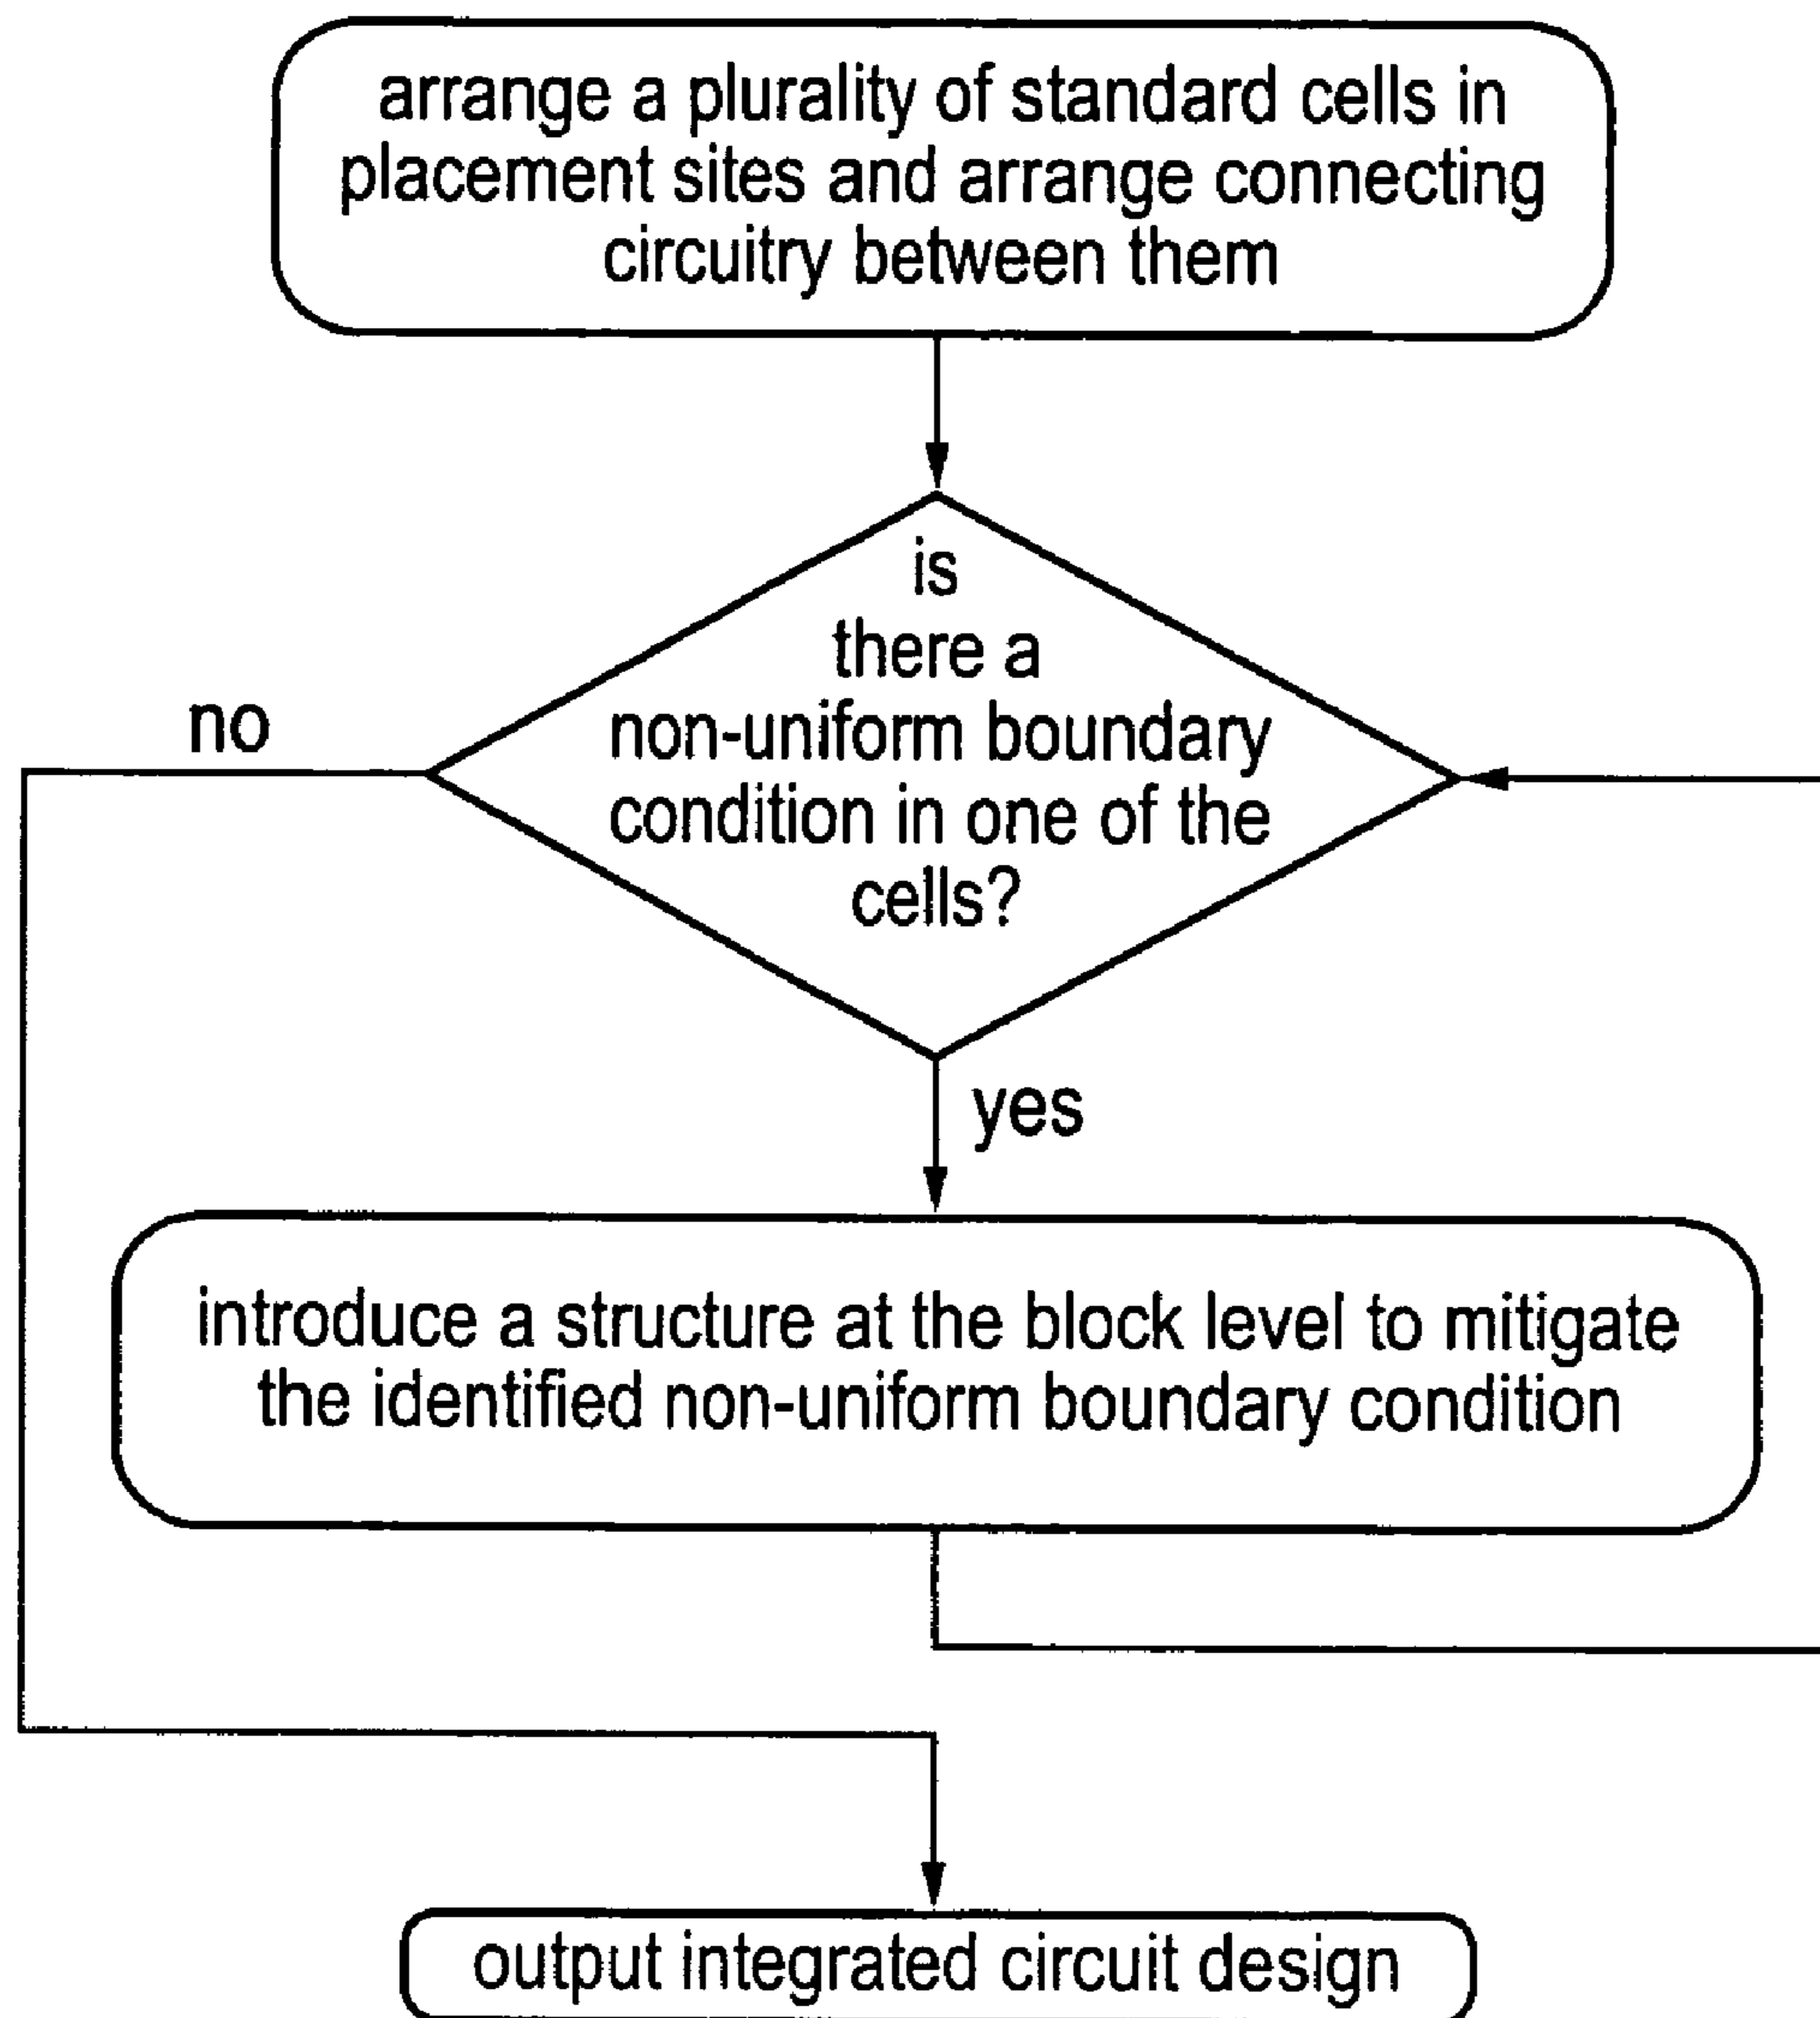 arrange a plurality of standard cells in
placement sites and arrange connecting
circuitry between them
is
there a
non-uniform boundary
condition in one of the
cells?
no
yes
introduce a structure at the block level to mitigate
the identified non-uniform boundary condition
output integrated circuit design